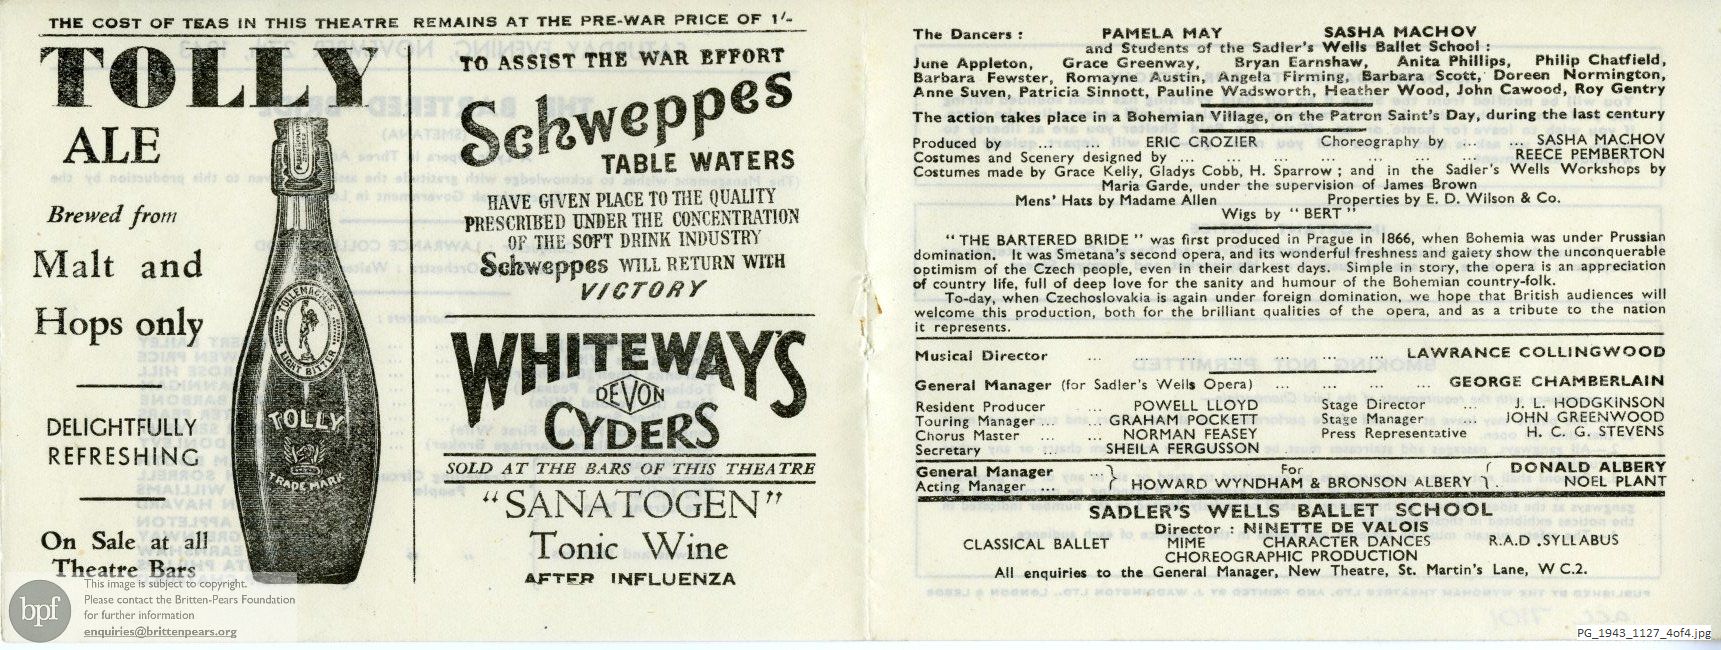 THE COST OF TEAS IN THIS THEATRE REMAINS AT THE PRE-WAR PRICE OF 1/-
TOLLY
ALE
Brewed from
Malt and
Hops only
DELIGHTFULLY
REFRESHING
On Sale at all
Theatre Bars
TOLLEMACHE'S
LIGHT BITTER
TOLLY
TRADE MARK
TO ASSIST THE WAR EFFORT
Schweppes
TABLE WATERS
HAVE GIVEN PLACE TO THE QUALITY
PRESCRIBED UNDER THE CONCENTRATION
OF THE SOFT DRINK INDUSTRY
Schweppes WILL RETURN WITH
VICTORY
WHITEWAY'S
DEVON
CYDERS
SOLD AT THE BARS OF THIS THEATRE
"SANATOGEN"
Tonic Wine
AFTER INFLUENZA
The Dancers : PAMELA MAY SASHA MACHOV
and Students of the Sadler's Wells Ballet School :
June Appleton, Grace Greenway, Bryan Earnshaw, Anita Phillips, Philip Chatfield,
Barbara Fewster, Romayne Austin, Angela Firming, Barbara Scott, Doreen Normington,
Anne Suven, Patricia Sinnott, Pauline Wadsworth, Heather Wood, John Cawood, Roy Gentry
The action takes place in a Bohemian Village, on the Patron Saint's Day, during the last century
Produced by ... ... ERIC CROZIER Choreography by ... ... SASHA MACHOV
Costumes and Scenery designed by ... ... ... ... ... ... ... REECE PEMBERTON
Costumes made by Grace Kelly, Gladys Cobb, H. Sparrow ; and in the Sadler's Wells Workshops by
Maria Garde, under the supervision of James Brown
Mens' Hats by Madame Allen Properties by E. D. Wilson & Co.
Wigs by " BERT "
" THE BARTERED BRIDE " was first produced in Prague in 1866, when Bohemia was under Prussian
domination. It was Smetana's second opera, and its wonderful freshness and gaiety show the unconquerable
optimism of the Czech people, even in their darkest days. Simple in story, the opera is an appreciation
of country life, full of deep love for the sanity and humour of the Bohemian country-folk.
To-day, when Czechoslovakia is again under foreign domination, we hope that British audiences will
welcome this production, both for the brilliant qualities of the opera, and as a tribute to the nation
it represents.
Musical Director ... ... ... ... LAWRANCE COLLINGWOOD
General Manager (for Sadler's Wells Opera) ... ... ... ... GEORGE CHAMBERLAIN
Resident Producer ... POWELL LLOYD Stage Director ... J. L. HODGKINSON
Touring Manager ... ... GRAHAM POCKETT Stage Manager ... JOHN GREENWOOD
Chorus Master ... ... NORMAN FEASEY Press Representative H. C. G. STEVENS
Secretary ... ... SHEILA FERGUSSON
General Manager ... } For { DONALD ALBERY
Acting Manager ... } HOWARD WYNDHAM & BRONSON ALBERY { NOEL PLANT
SADLER'S WELLS BALLET SCHOOL
Director : NINETTE DE VALOIS
CLASSICAL BALLET MIME CHARACTER DANCES R.A.D. SYLLABUS
CHOREOGRAPHIC PRODUCTION
All enquiries to the General Manager, New Theatre, St. Martin's Lane, W C.2.
bpf
This image is subject to copyright.
Please contact the Britten-Pears Foundation
for further information
enquiries@brittenpears.org
PG_1943_1127_4of4.jpg